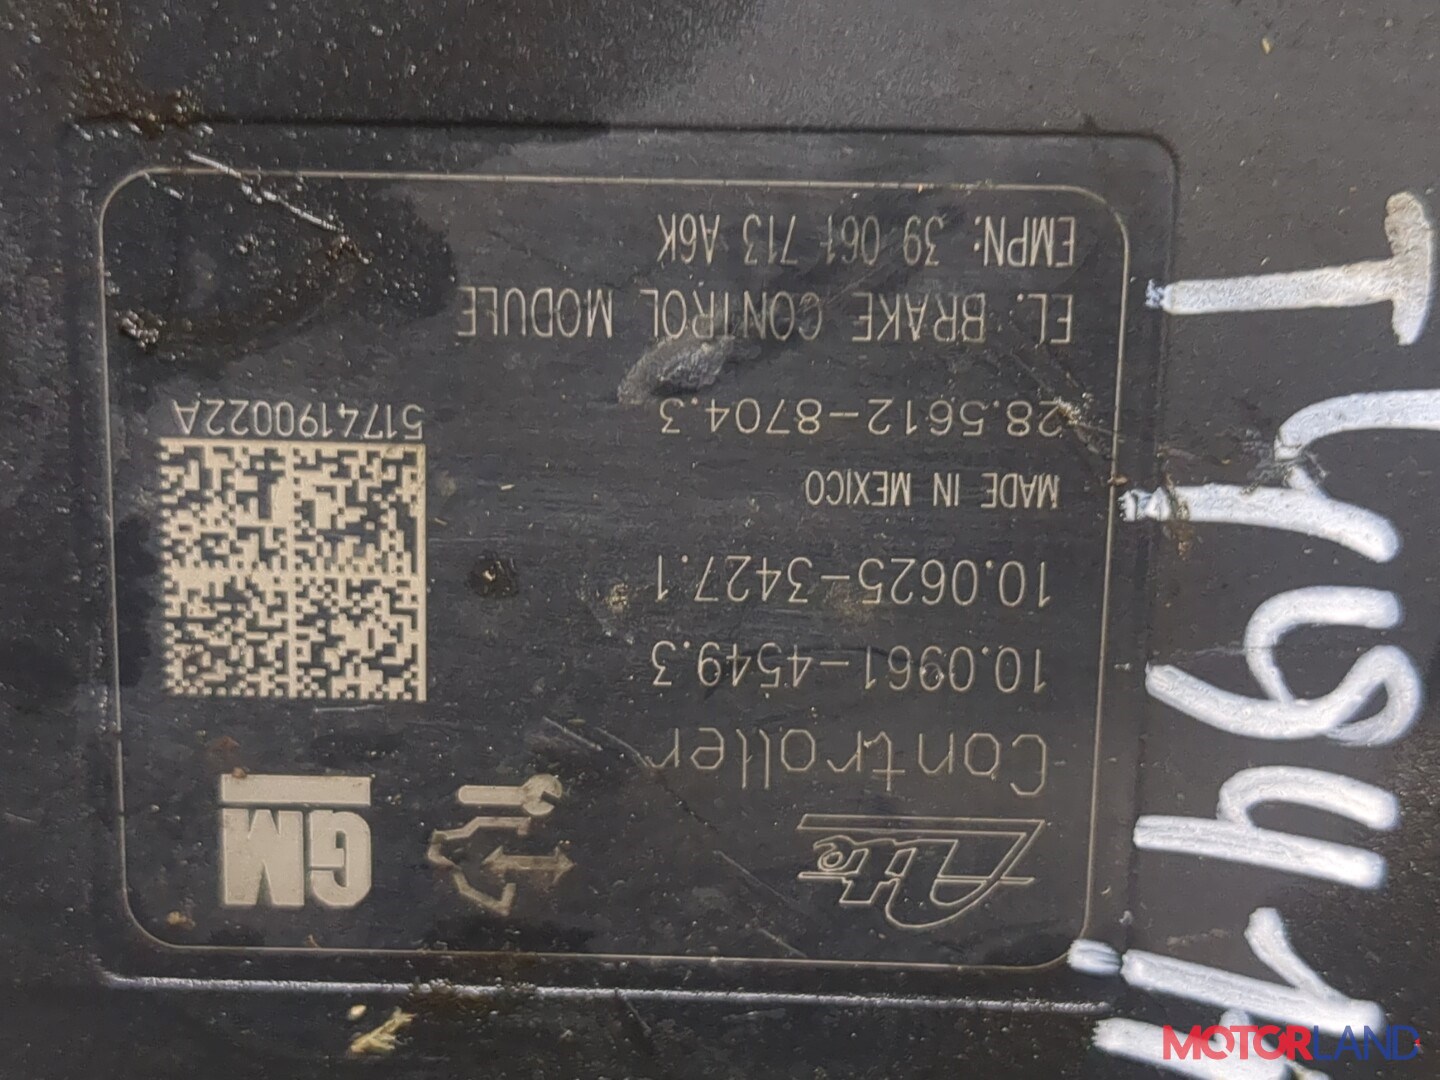 Ate
Controller
GM
10.0961-4549.3
10.0625-3427.1
MADE IN MEXICO
28.5612-8704.3
5174190022A
EL. BRAKE CONTROL MODULE
EMPN: 39 061 713 A6K
MOTORLAND